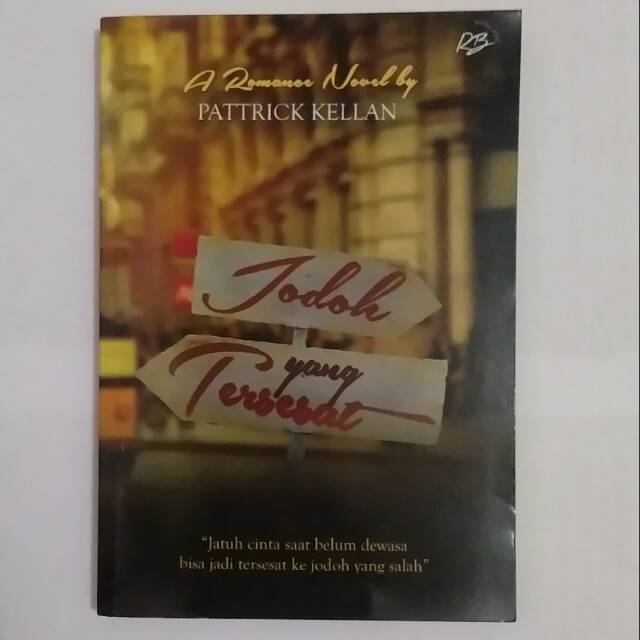 RB
A Romance Novel by
PATTRICK KELLAN
Jodoh
yang
Tersesat
“Jatuh cinta saat belum dewasa
bisa jadi tersesat ke jodoh yang salah”